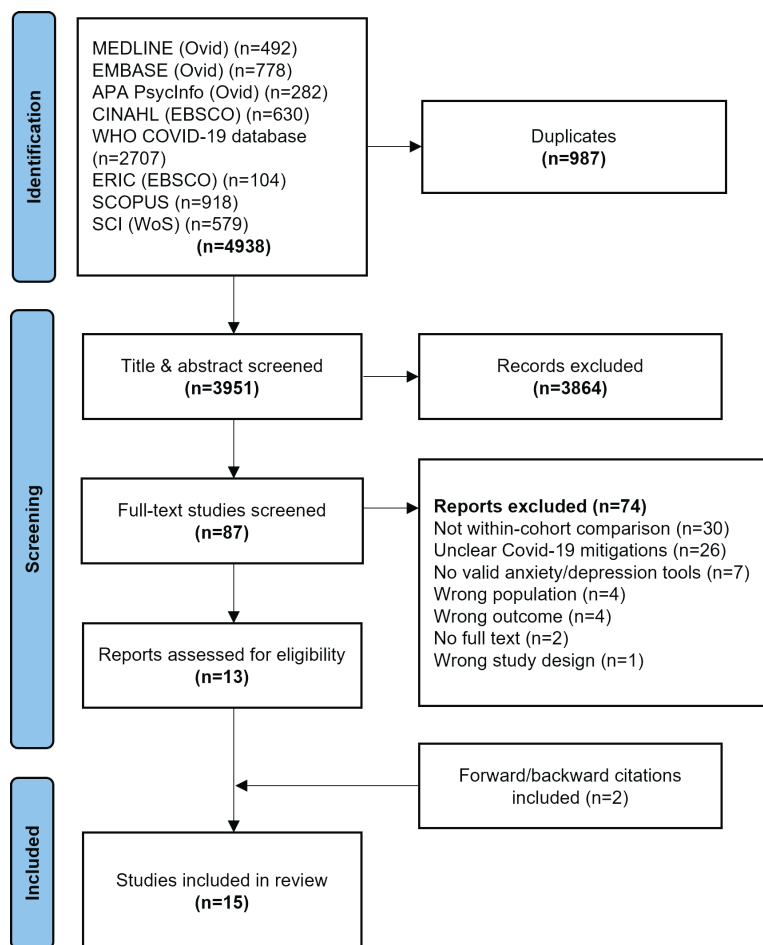 Identification
MEDLINE (Ovid) (n=492)
EMBASE (Ovid) (n=778)
APA PsycInfo (Ovid) (n=282)
CINAHL (EBSCO) (n=630)
WHO COVID-19 database
(n=2707)
ERIC (EBSCO) (n=104)
SCOPUS (n=918)
SCI (WoS) (n=579)
(n=4938)
Duplicates
(n=987)
Screening
Title & abstract screened
(n=3951)
Records excluded
(n=3864)
Full-text studies screened
(n=87)
Reports excluded (n=74)
Not within-cohort comparison (n=30)
Unclear Covid-19 mitigations (n=26)
No valid anxiety/depression tools (n=7)
Wrong population (n=4)
Wrong outcome (n=4)
No full text (n=2)
Wrong study design (n=1)
Reports assessed for eligibility
(n=13)
Forward/backward citations
included (n=2)
Included
Studies included in review
(n=15)